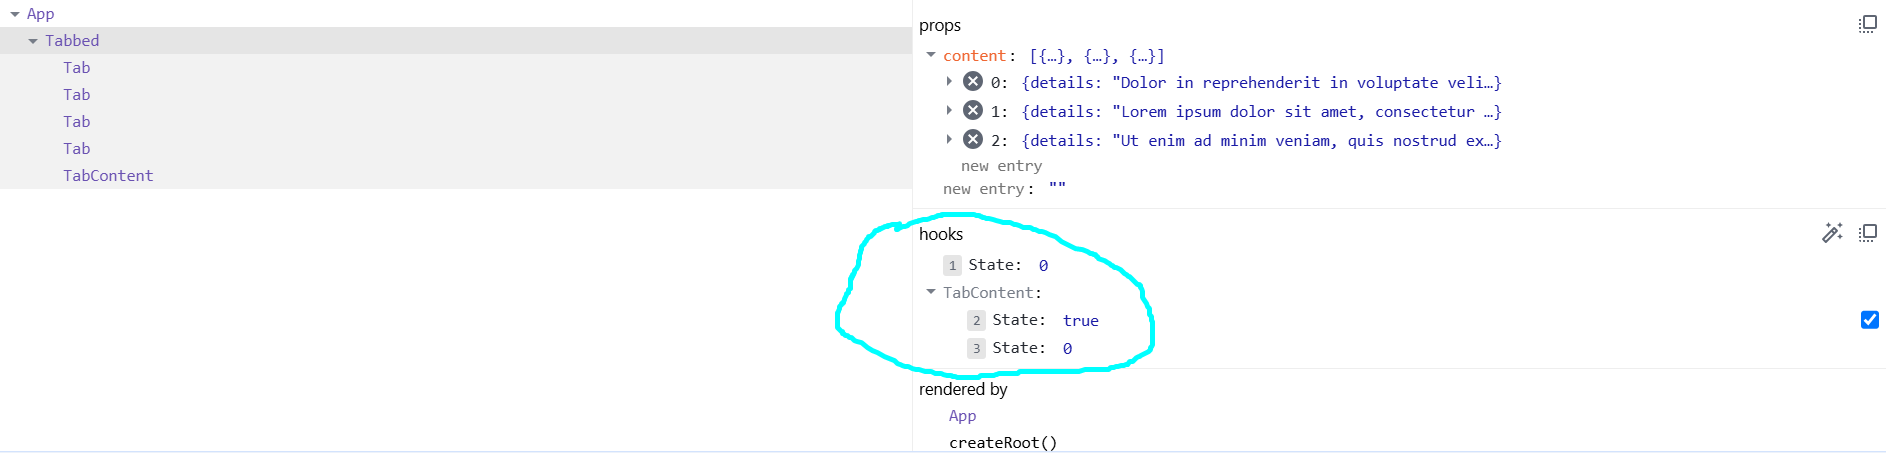 App
Tabbed
Tab
Tab
Tab
Tab
TabContent
props
content: [{…}, {…}, {…}]
0: {details: "Dolor in reprehenderit in voluptate veli…}
1: {details: "Lorem ipsum dolor sit amet, consectetur …}
2: {details: "Ut enim ad minim veniam, quis nostrud ex…}
new entry
new entry: ""
hooks
1 State: 0
TabContent:
2 State: true
3 State: 0
rendered by
App
createRoot()